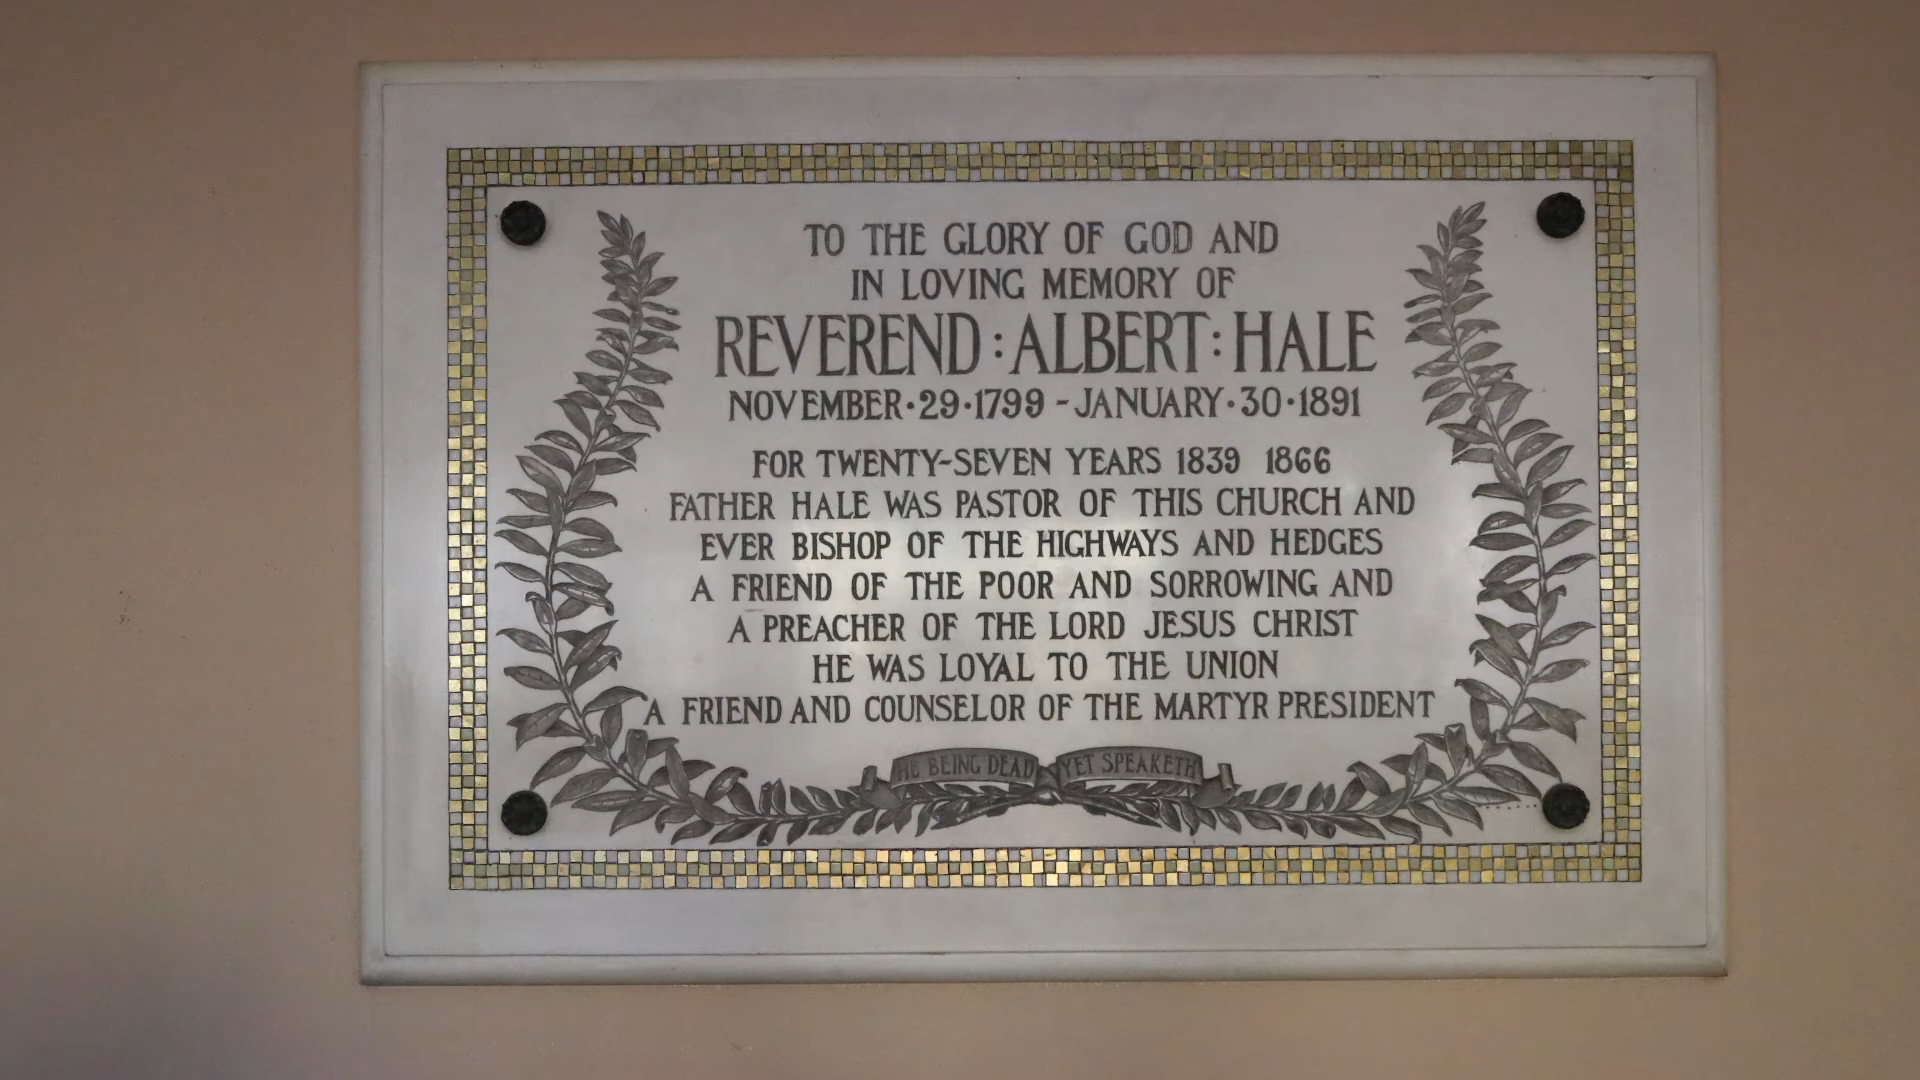 TO THE GLORY OF GOD AND
IN LOVING MEMORY OF
REVEREND : ALBERT : HALE
NOVEMBER · 29 · 1799 - JANUARY · 30 · 1891
FOR TWENTY-SEVEN YEARS 1839 1866
FATHER HALE WAS PASTOR OF THIS CHURCH AND
EVER BISHOP OF THE HIGHWAYS AND HEDGES
A FRIEND OF THE POOR AND SORROWING AND
A PREACHER OF THE LORD JESUS CHRIST
HE WAS LOYAL TO THE UNION
A FRIEND AND COUNSELOR OF THE MARTYR PRESIDENT
HE BEING DEAD YET SPEAKETH